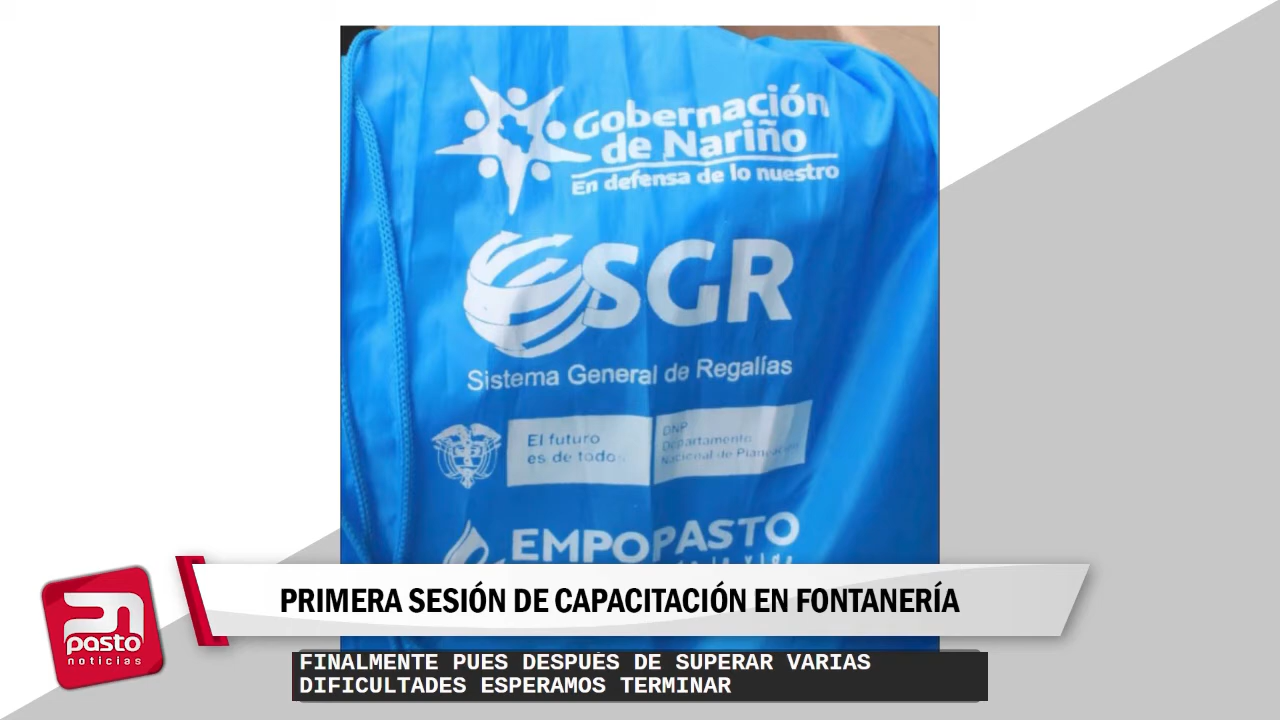 Gobernación
de Nariño
En defensa de lo nuestro
SGR
Sistema General de Regalías
El futuro
es de todos
DNP
Departamento
Nacional de Planeación
EMPOPASTO
PRIMERA SESIÓN DE CAPACITACIÓN EN FONTANERÍA
pasto
noticias
FINALMENTE PUES DESPUÉS DE SUPERAR VARIAS
DIFICULTADES ESPERAMOS TERMINAR